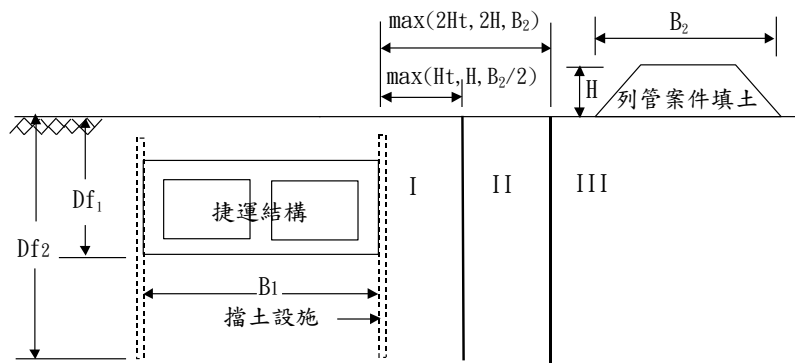 max(2Ht, 2H, B₂)
B₂
max(Ht, H, B₂/2)
H
列管案件填土
I
II
III
Df₁
捷運結構
Df2
B1
擋土設施